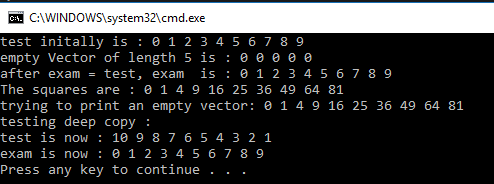 C:\WINDOWS\system32\cmd.exe
test initally is : 0 1 2 3 4 5 6 7 8 9
empty Vector of length 5 is : 0 0 0 0 0
after exam = test, exam  is : 0 1 2 3 4 5 6 7 8 9
The squares are : 0 1 4 9 16 25 36 49 64 81
trying to print an empty vector: 0 1 4 9 16 25 36 49 64 81
testing deep copy :
test is now : 10 9 8 7 6 5 4 3 2 1
exam is now : 0 1 2 3 4 5 6 7 8 9
Press any key to continue . . .